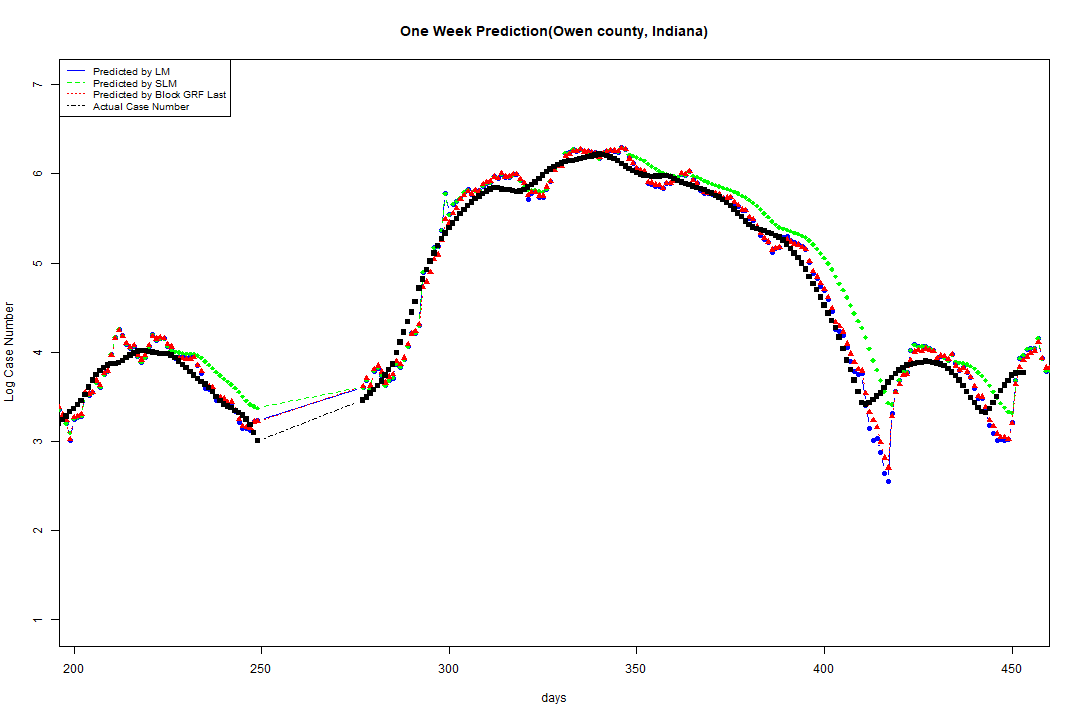 One Week Prediction(Owen county, Indiana)
Predicted by LM
Predicted by SLM
Predicted by Block GRF Last
Actual Case Number
7
6
5
4
3
2
1
Log Case Number
200 250 300 350 400 450
days